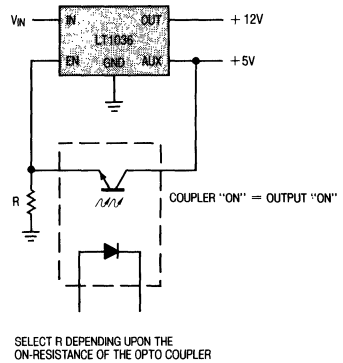 VIN
IN
OUT
+12V
LT1036
EN
GND
AUX
+5V
R
COUPLER "ON" = OUTPUT "ON"
SELECT R DEPENDING UPON THE
ON-RESISTANCE OF THE OPTO COUPLER